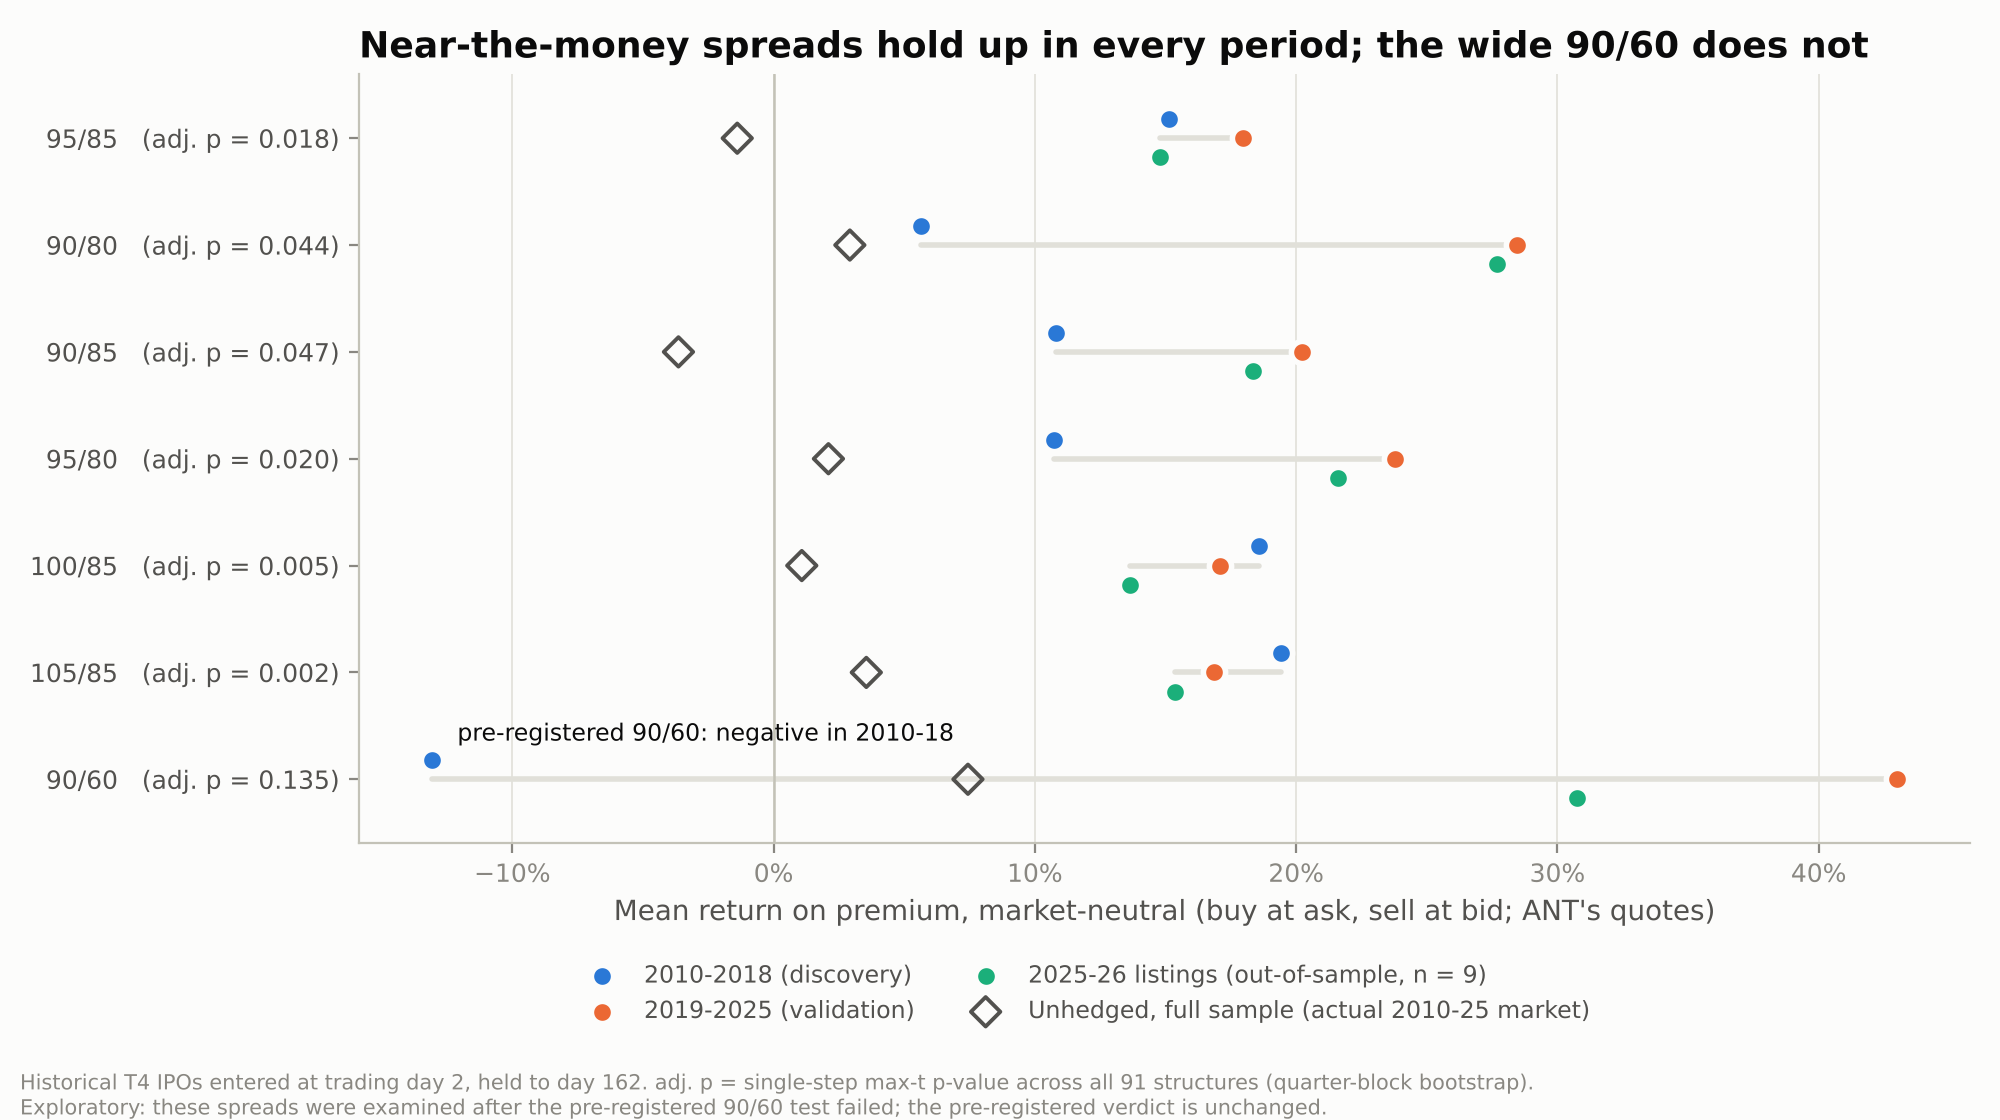 Near-the-money spreads hold up in every period; the wide 90/60 does not
95/85 (adj. p = 0.018)
90/80 (adj. p = 0.044)
90/85 (adj. p = 0.047)
95/80 (adj. p = 0.020)
100/85 (adj. p = 0.005)
105/85 (adj. p = 0.002)
pre-registered 90/60: negative in 2010-18
90/60 (adj. p = 0.135)
−10% 0% 10% 20% 30% 40%
Mean return on premium, market-neutral (buy at ask, sell at bid; ANT's quotes)
2010-2018 (discovery)
2019-2025 (validation)
2025-26 listings (out-of-sample, n = 9)
Unhedged, full sample (actual 2010-25 market)
Historical T4 IPOs entered at trading day 2, held to day 162. adj. p = single-step max-t p-value across all 91 structures (quarter-block bootstrap).
Exploratory: these spreads were examined after the pre-registered 90/60 test failed; the pre-registered verdict is unchanged.